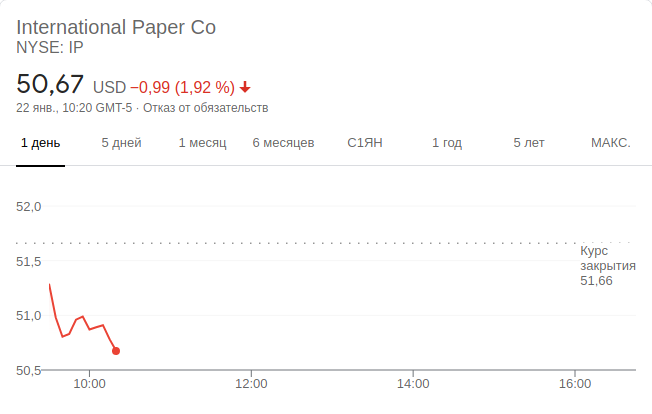 International Paper Co
NYSE: IP
50,67 USD −0,99 (1,92 %)
22 янв., 10:20 GMT-5 · Отказ от обязательств
1 день 5 дней 1 месяц 6 месяцев С1ЯН 1 год 5 лет МАКС.
52,0
Курс
51,5 закрытия
51,66
51,0
50,5
10:00 12:00 14:00 16:00